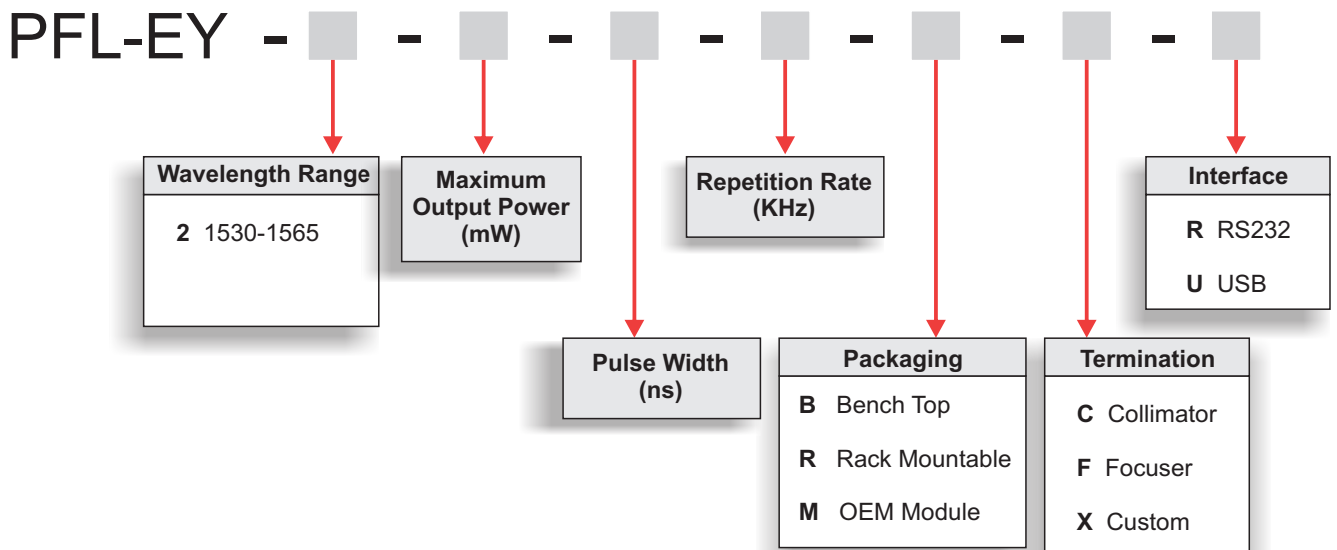 PFL-EY - - - - - - -
Wavelength Range
2 1530-1565
Maximum
Output Power
(mW)
Pulse Width
(ns)
Repetition Rate
(KHz)
Packaging
B Bench Top
R Rack Mountable
M OEM Module
Termination
C Collimator
F Focuser
X Custom
Interface
R RS232
U USB